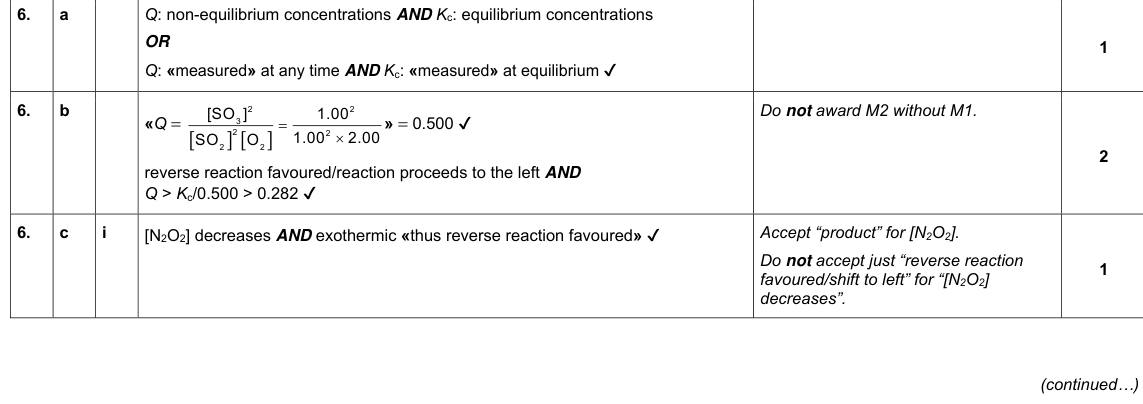 6. a Q: non-equilibrium concentrations AND Kc: equilibrium concentrations
OR
1
Q: «measured» at any time AND Kc: «measured» at equilibrium ✓
6. b «Q = [SO₃]² / [SO₂]² [O₂] = 1.00² / 1.00² × 2.00 » = 0.500 ✓ Do not award M2 without M1.
2
reverse reaction favoured/reaction proceeds to the left AND
Q > Kc/0.500 > 0.282 ✓
6. c i [N₂O₂] decreases AND exothermic «thus reverse reaction favoured» ✓ Accept “product” for [N₂O₂].
Do not accept just “reverse reaction
favoured/shift to left” for “[N₂O₂]
decreases”.
1
(continued…)